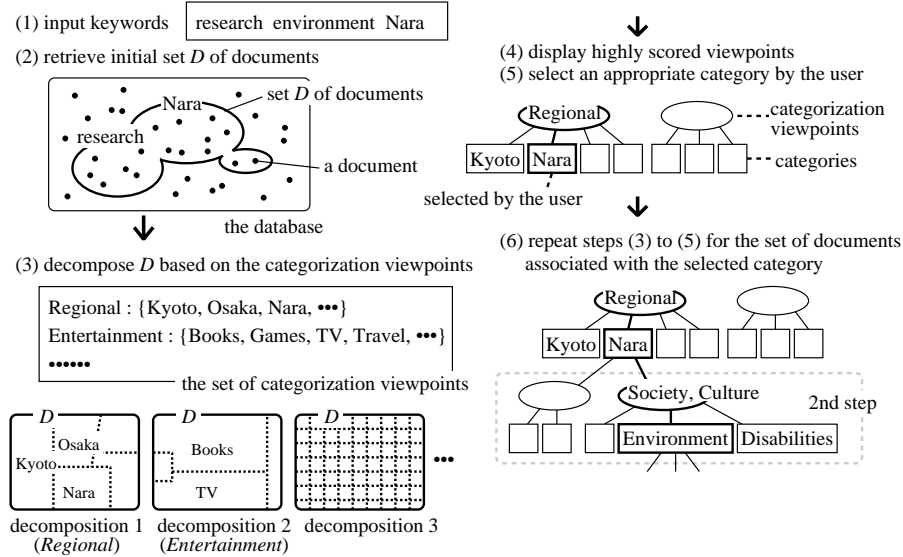 (1) input keywords
research environment Nara
(2) retrieve initial set D of documents
Nara
set D of documents
research
a document
the database
(3) decompose D based on the categorization viewpoints
Regional : {Kyoto, Osaka, Nara, •••}
Entertainment : {Books, Games, TV, Travel, •••}
••••••
the set of categorization viewpoints
D
Osaka
Kyoto
Nara
decomposition 1
(Regional)
D
Books
TV
decomposition 2
(Entertainment)
D
decomposition 3
•••
(4) display highly scored viewpoints
(5) select an appropriate category by the user
Regional
categorization
viewpoints
Kyoto
Nara
categories
selected by the user
(6) repeat steps (3) to (5) for the set of documents
associated with the selected category
Regional
Kyoto
Nara
Society, Culture
2nd step
Environment
Disabilities